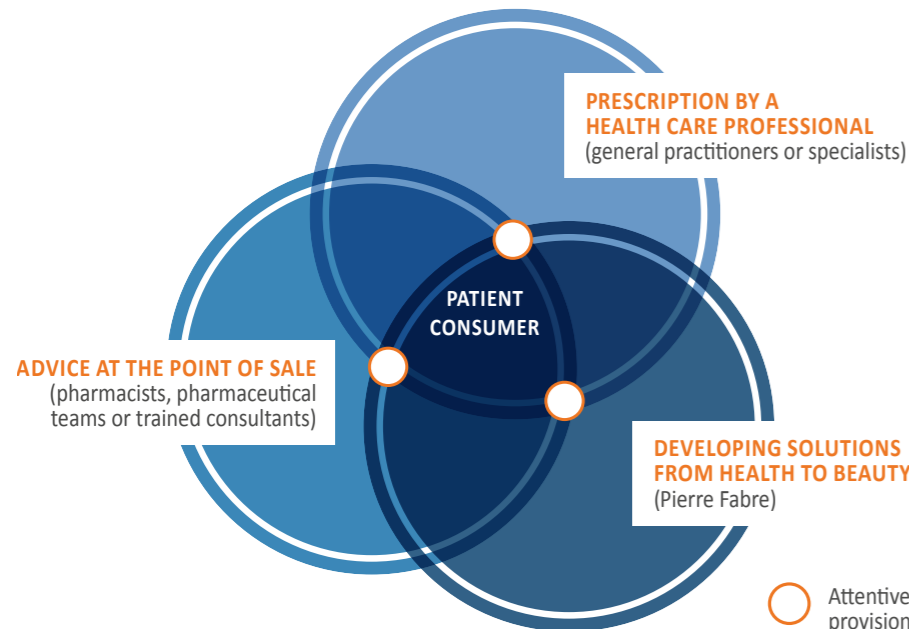 PRESCRIPTION BY A
HEALTH CARE PROFESSIONAL
(general practitioners or specialists)
PATIENT
CONSUMER
ADVICE AT THE POINT OF SALE
(pharmacists, pharmaceutical
teams or trained consultants)
DEVELOPING SOLUTIONS
FROM HEALTH TO BEAUTY
(Pierre Fabre)
Attentive
provision